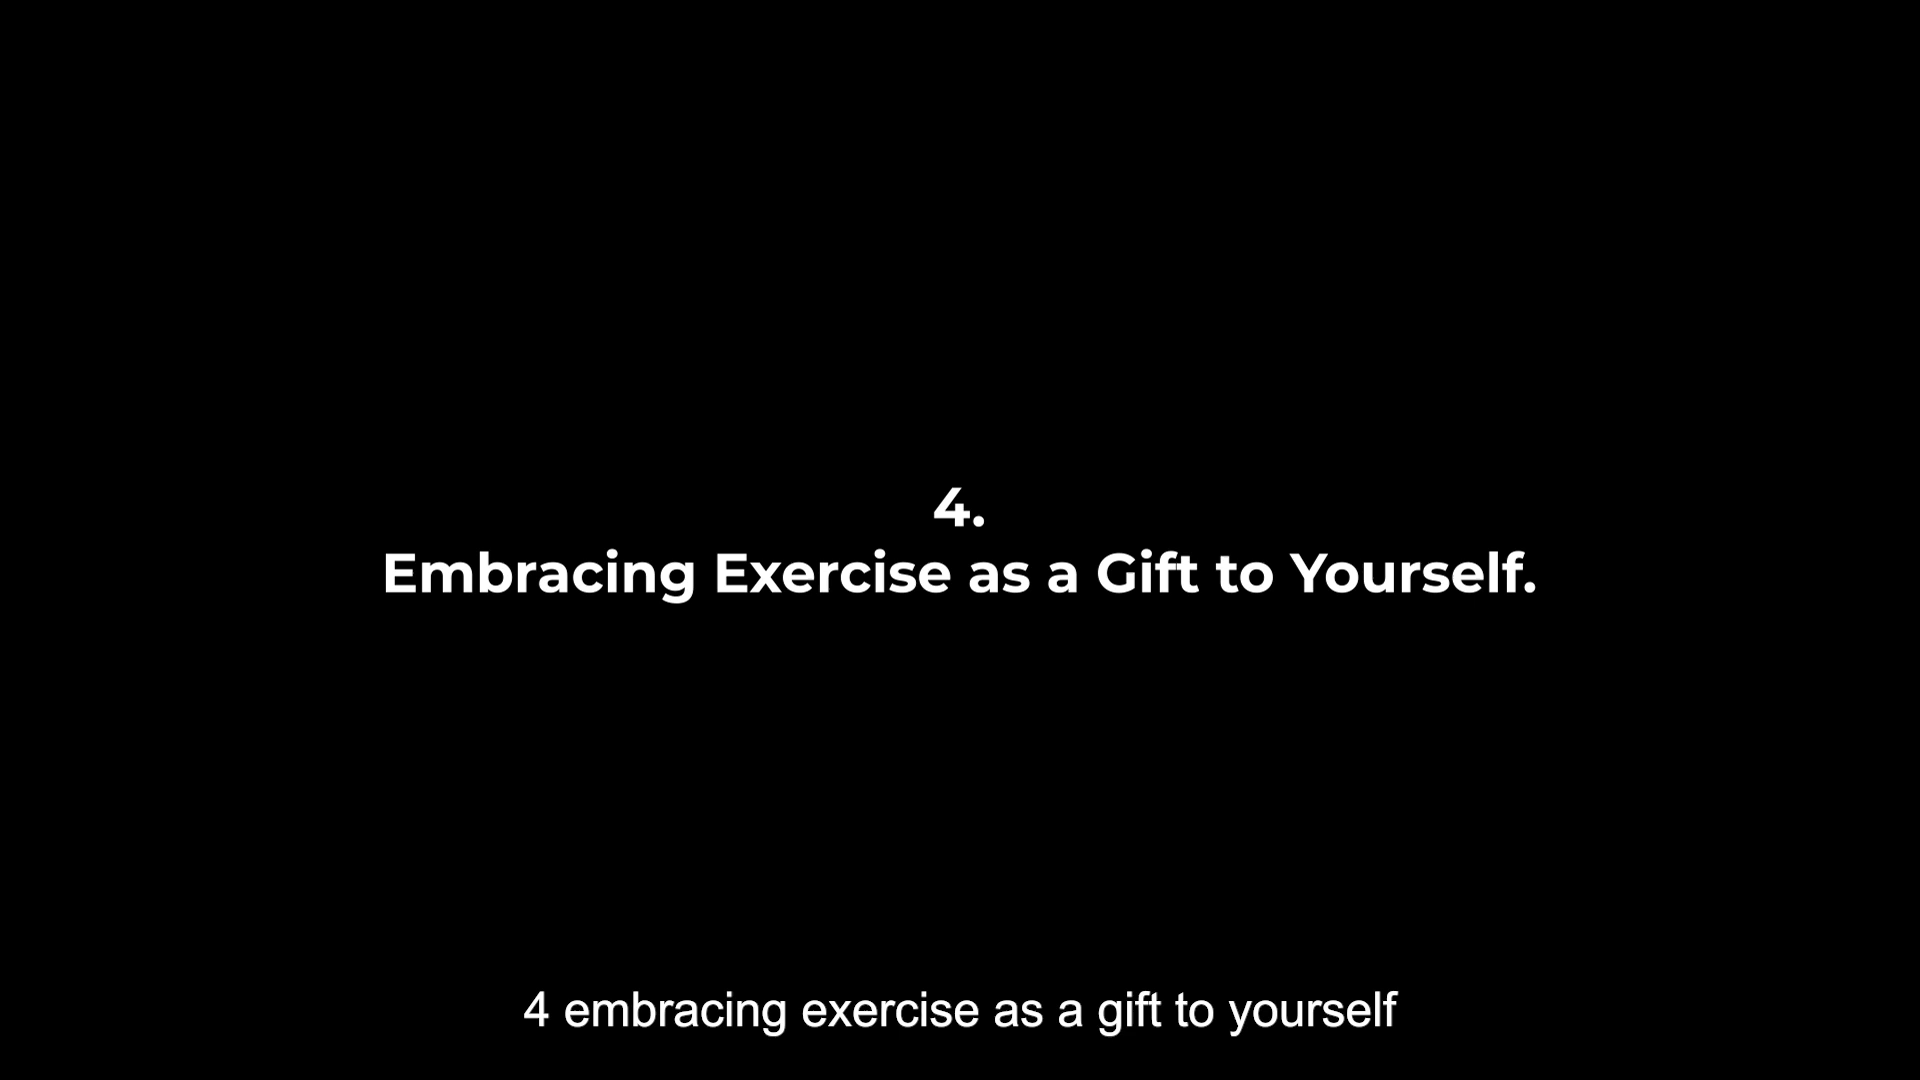 4.
Embracing Exercise as a Gift to Yourself.
4 embracing exercise as a gift to yourself